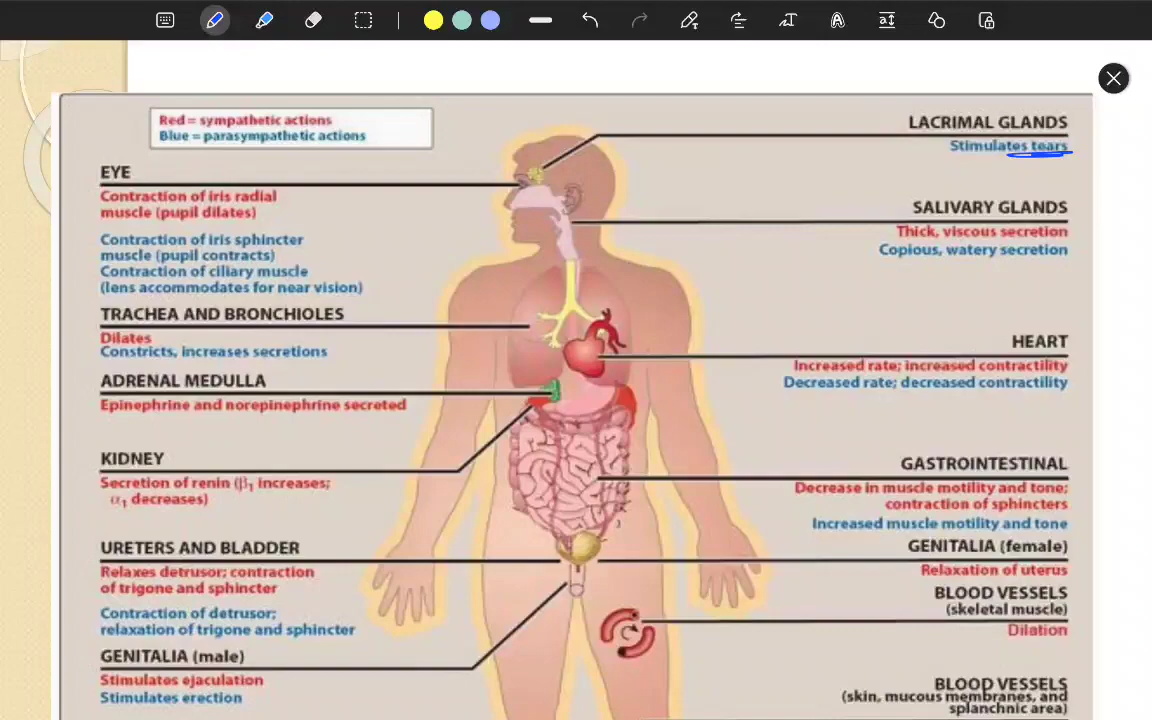 Red = sympathetic actions
Blue = parasympathetic actions
EYE
Contraction of iris radial
muscle (pupil dilates)
Contraction of iris sphincter
muscle (pupil contracts)
Contraction of ciliary muscle
(lens accommodates for near vision)
TRACHEA AND BRONCHIOLES
Dilates
Constricts, increases secretions
ADRENAL MEDULLA
Epinephrine and norepinephrine secreted
KIDNEY
Secretion of renin (β₁ increases;
α₁ decreases)
URETERS AND BLADDER
Relaxes detrusor; contraction
of trigone and sphincter
Contraction of detrusor;
relaxation of trigone and sphincter
GENITALIA (male)
Stimulates ejaculation
Stimulates erection
LACRIMAL GLANDS
Stimulates tears
SALIVARY GLANDS
Thick, viscous secretion
Copious, watery secretion
HEART
Increased rate; increased contractility
Decreased rate; decreased contractility
GASTROINTESTINAL
Decrease in muscle motility and tone;
contraction of sphincters
Increased muscle motility and tone
GENITALIA (female)
Relaxation of uterus
BLOOD VESSELS
(skeletal muscle)
Dilation
BLOOD VESSELS
(skin, mucous membranes, and
splanchnic area)